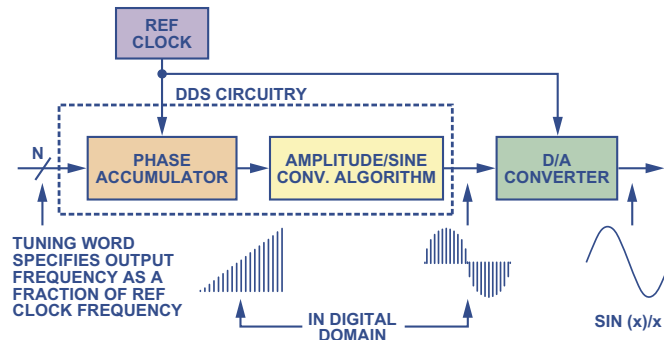 REF
CLOCK
DDS CIRCUITRY
N
PHASE
ACCUMULATOR
AMPLITUDE/SINE
CONV. ALGORITHM
D/A
CONVERTER
TUNING WORD
SPECIFIES OUTPUT
FREQUENCY AS A
FRACTION OF REF
CLOCK FREQUENCY
IN DIGITAL
DOMAIN
SIN (x)/x